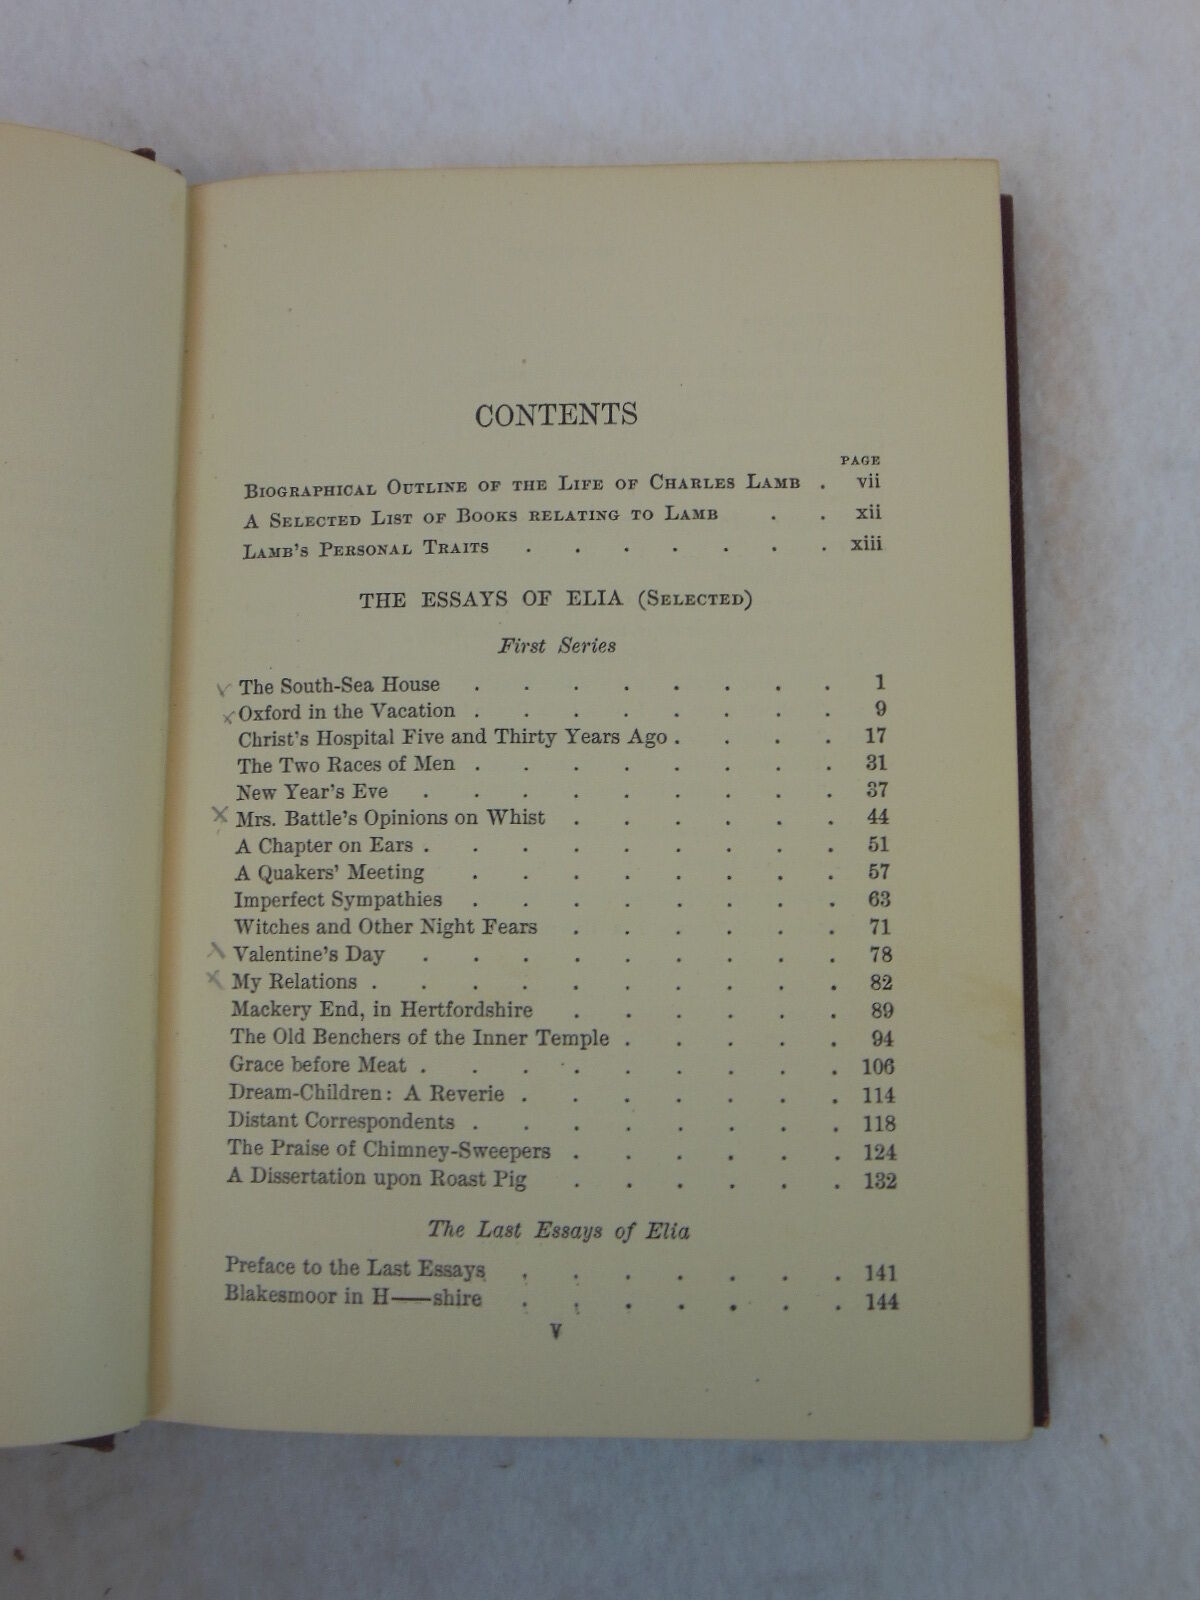 CONTENTS
PAGE
BIOGRAPHICAL OUTLINE OF THE LIFE OF CHARLES LAMB . vii
A SELECTED LIST OF BOOKS RELATING TO LAMB . . xii
LAMB'S PERSONAL TRAITS . . . . . . . xiii
THE ESSAYS OF ELIA (SELECTED)
First Series
The South-Sea House . . . . . . . . 1
Oxford in the Vacation . . . . . . . . 9
Christ's Hospital Five and Thirty Years Ago . . . . 17
The Two Races of Men . . . . . . . . 31
New Year's Eve . . . . . . . . . 37
Mrs. Battle's Opinions on Whist . . . . . . 44
A Chapter on Ears . . . . . . . . . 51
A Quakers' Meeting . . . . . . . . 57
Imperfect Sympathies . . . . . . . . 63
Witches and Other Night Fears . . . . . . 71
Valentine's Day . . . . . . . . . 78
My Relations . . . . . . . . . . 82
Mackery End, in Hertfordshire . . . . . . 89
The Old Benchers of the Inner Temple . . . . . 94
Grace before Meat . . . . . . . . . 106
Dream-Children: A Reverie . . . . . . . 114
Distant Correspondents . . . . . . . . 118
The Praise of Chimney-Sweepers . . . . . . 124
A Dissertation upon Roast Pig . . . . . . 132
The Last Essays of Elia
Preface to the Last Essays . . . . . . . 141
Blakesmoor in H——shire . . . . . . . 144
V